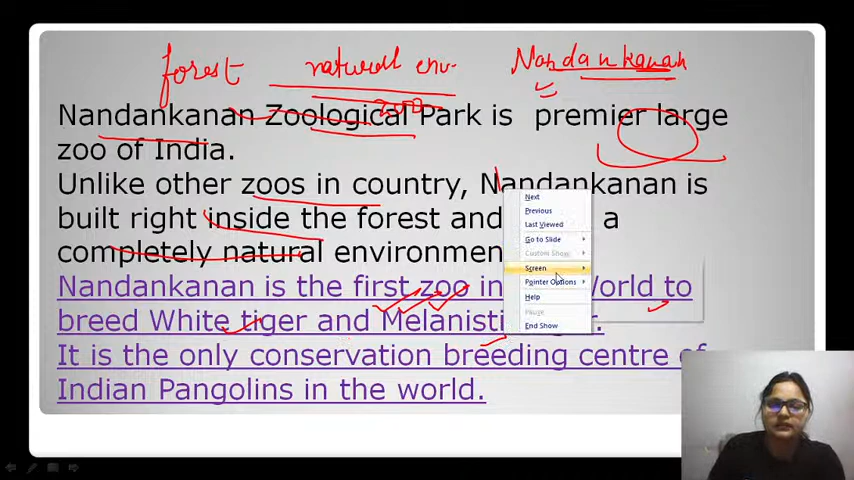 forest natural env. Nandankanan
zoo
Nandankanan Zoological Park is premier large
zoo of India.
Unlike other zoos in country, Nandankanan is
built right inside the forest and a
completely natural environmen
Nandankanan is the first zoo in World to
breed White tiger and Melanisti
It is the only conservation breeding centre of
Indian Pangolins in the world.
Next
Previous
Last Viewed
Go to Slide
Custom Show
Screen
Pointer Options
Help
Pause
End Show